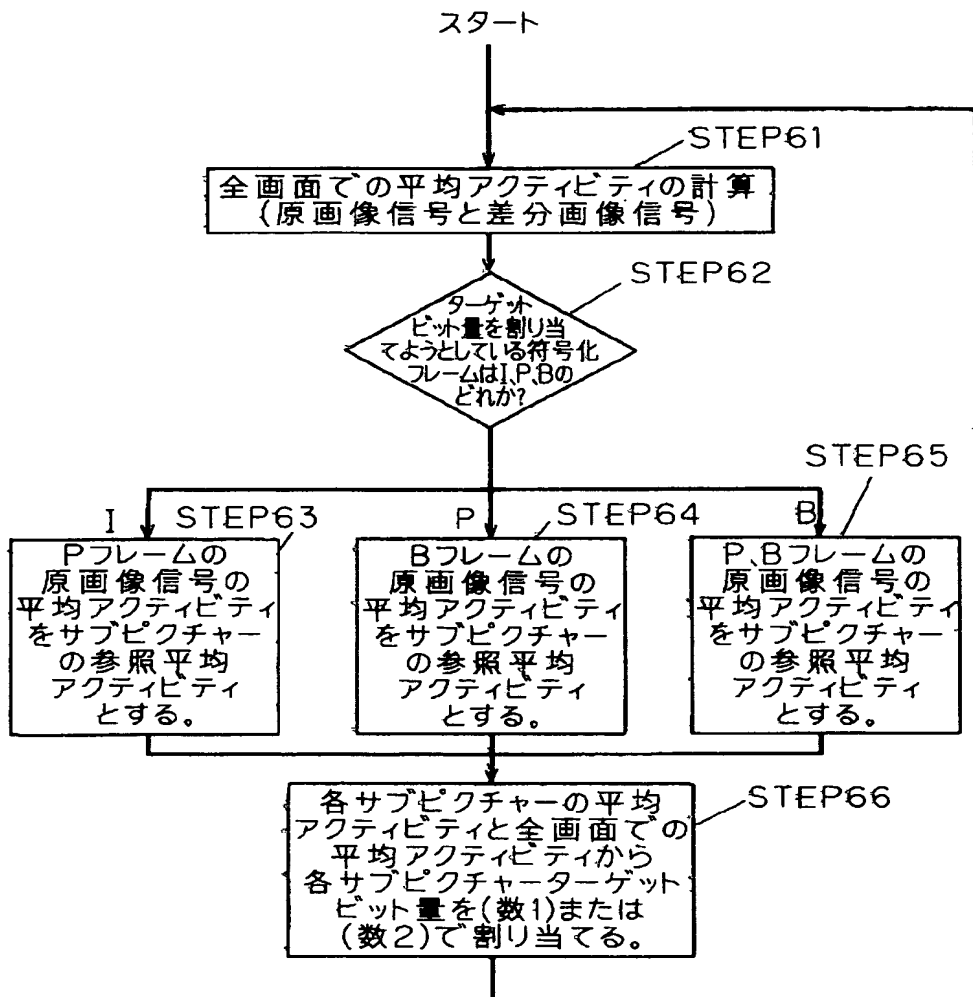 スタート
STEP61
全画面での平均アクティビティの計算
(原画像信号と差分画像信号)
STEP62
ターゲット
ビット量を割り当
てようとしている符号化
フレームはI、P、Bの
どれか?
I
STEP63
Pフレームの
原画像信号の
平均アクティビティ
をサブピクチャー
の参照平均
アクティビティ
とする。
P
STEP64
Bフレームの
原画像信号の
平均アクティビティ
をサブピクチャー
の参照平均
アクティビティ
とする。
B
STEP65
P、Bフレームの
原画像信号の
平均アクティビティ
をサブピクチャー
の参照平均
アクティビティ
とする。
STEP66
各サブピクチャーの平均
アクティビティと全画面での
平均アクティビティから
各サブピクチャーターゲット
ビット量を(数1)または
(数2)で割り当てる。